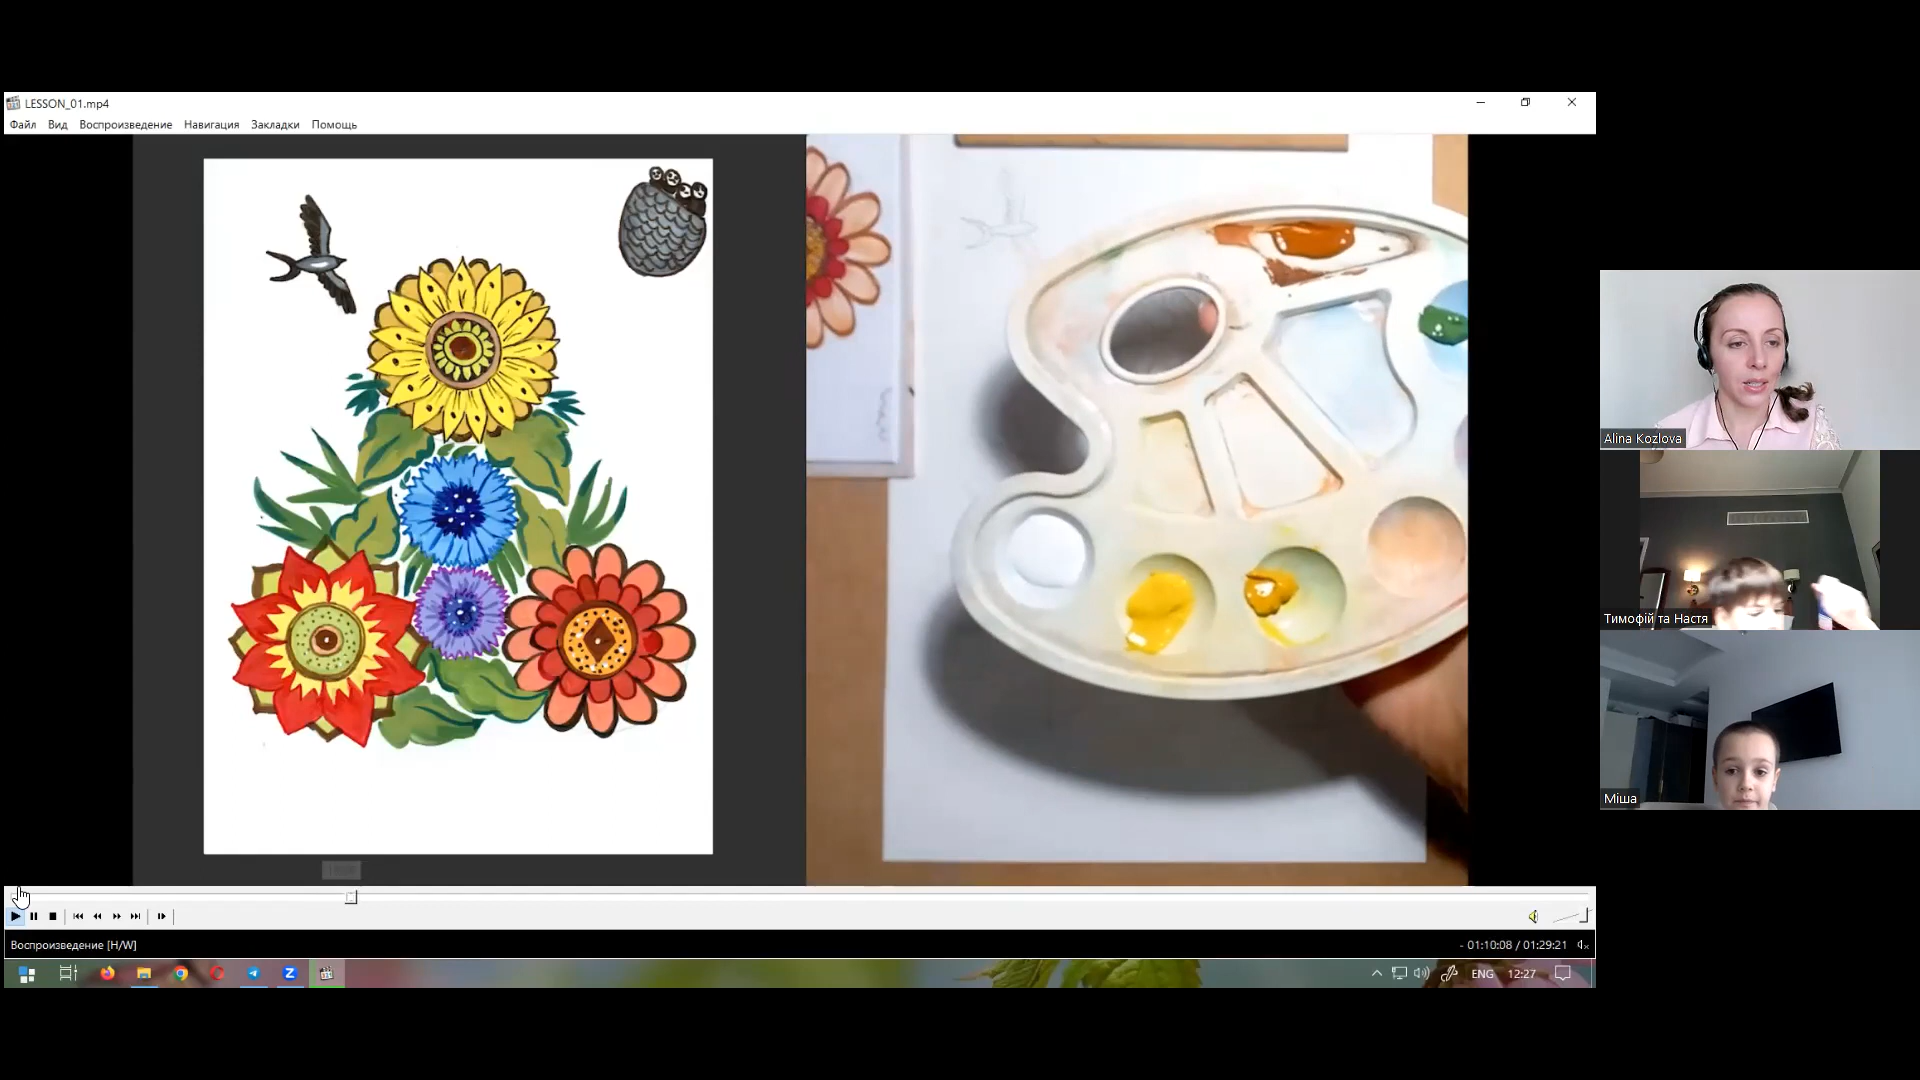 LESSON_01.mp4
Файл Вид Воспроизведение Навигация Закладки Помощь
Воспроизведение [H/W]
- 01:10:08 / 01:29:21
ENG 12:27
Alina Kozlova
Тимофій та Настя
Міша